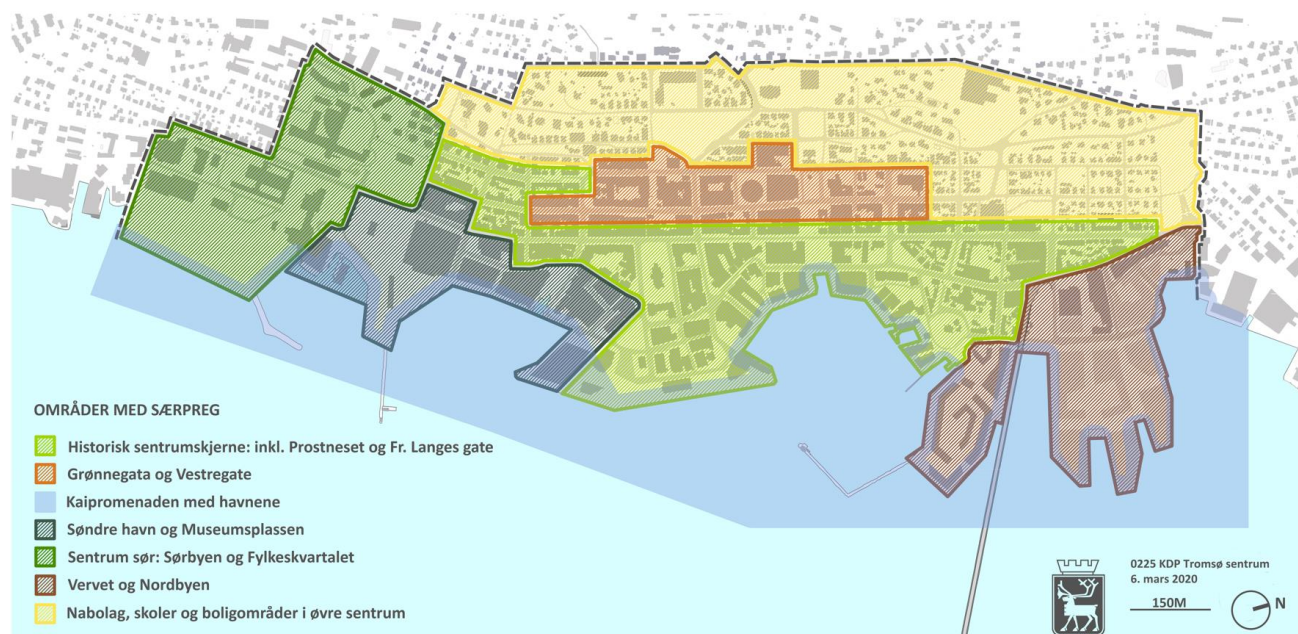 OMRÅDER MED SÆRPREG
Historisk sentrumskjerne: inkl. Prostneset og Fr. Langes gate
Grønnegata og Vestregate
Kaipromenaden med havnene
Søndre havn og Museumsplassen
Sentrum sør: Sørbyen og Fylkeskvartalet
Vervet og Nordbyen
Nabolag, skoler og boligområder i øvre sentrum
0225 KDP Tromsø sentrum
6. mars 2020
150M
N